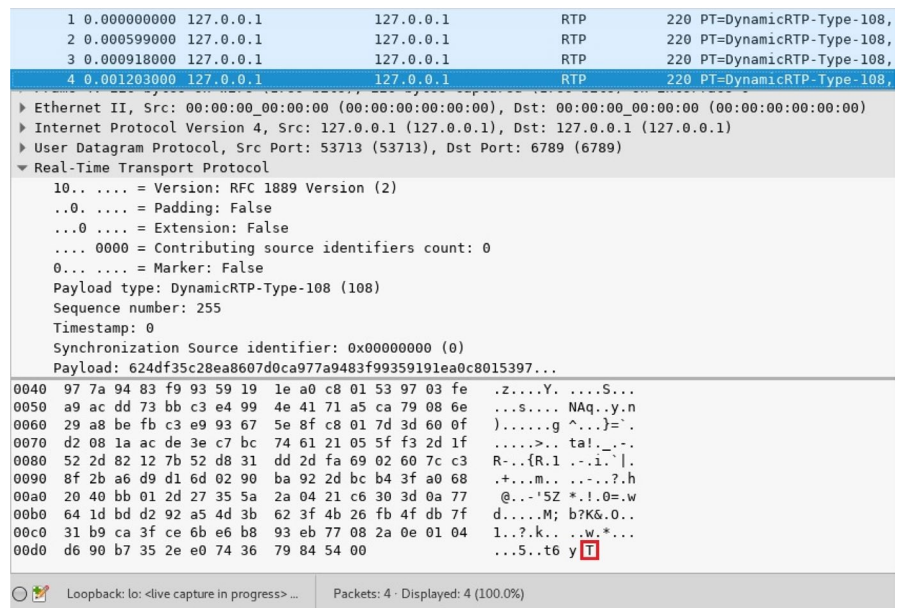 1 0.000000000 127.0.0.1 127.0.0.1 RTP 220 PT=DynamicRTP-Type-108,
2 0.000599000 127.0.0.1 127.0.0.1 RTP 220 PT=DynamicRTP-Type-108,
3 0.000918000 127.0.0.1 127.0.0.1 RTP 220 PT=DynamicRTP-Type-108,
4 0.001203000 127.0.0.1 127.0.0.1 RTP 220 PT=DynamicRTP-Type-108,
Ethernet II, Src: 00:00:00_00:00:00 (00:00:00:00:00:00), Dst: 00:00:00_00:00:00 (00:00:00:00:00:00)
Internet Protocol Version 4, Src: 127.0.0.1 (127.0.0.1), Dst: 127.0.0.1 (127.0.0.1)
User Datagram Protocol, Src Port: 53713 (53713), Dst Port: 6789 (6789)
Real-Time Transport Protocol
10.. .... = Version: RFC 1889 Version (2)
..0. .... = Padding: False
...0 .... = Extension: False
.... 0000 = Contributing source identifiers count: 0
0... .... = Marker: False
Payload type: DynamicRTP-Type-108 (108)
Sequence number: 255
Timestamp: 0
Synchronization Source identifier: 0x00000000 (0)
Payload: 624df35c28ea8607d0ca977a9483f99359191ea0c8015397...
0040 97 7a 94 83 f9 93 59 19 1e a0 c8 01 53 97 03 fe .z....Y. ....S...
0050 a9 ac dd 73 bb c3 e4 99 4e 41 71 a5 ca 79 08 6e ...s.... NAq..y.n
0060 29 a8 be fb c3 e9 93 67 5e 8f c8 01 7d 3d 60 0f )......g ^...}=`.
0070 d2 08 1a ac de 3e c7 bc 74 61 21 05 5f f3 2d 1f .....>.. ta!._.-.
0080 52 2d 82 12 7b 52 d8 31 dd 2d fa 69 02 60 7c c3 R-..{R.1 .-.i.`|.
0090 8f 2b a6 d9 d1 6d 02 90 ba 92 2d bc b4 3f a0 68 .+...m.. ..-..?.h
00a0 20 40 bb 01 2d 27 35 5a 2a 04 21 c6 30 3d 0a 77 @..-'5Z *.!.0=.w
00b0 64 1d bd d2 92 a5 4d 3b 62 3f 4b 26 fb 4f db 7f d.....M; b?K&.O..
00c0 31 b9 ca 3f ce 6b e6 b8 93 eb 77 08 2a 0e 01 04 1..?.k.. ..w.*...
00d0 d6 90 b7 35 2e e0 74 36 79 84 54 00 ...5..t6 y T
Loopback: lo: <live capture in progress> ... Packets: 4 · Displayed: 4 (100.0%)